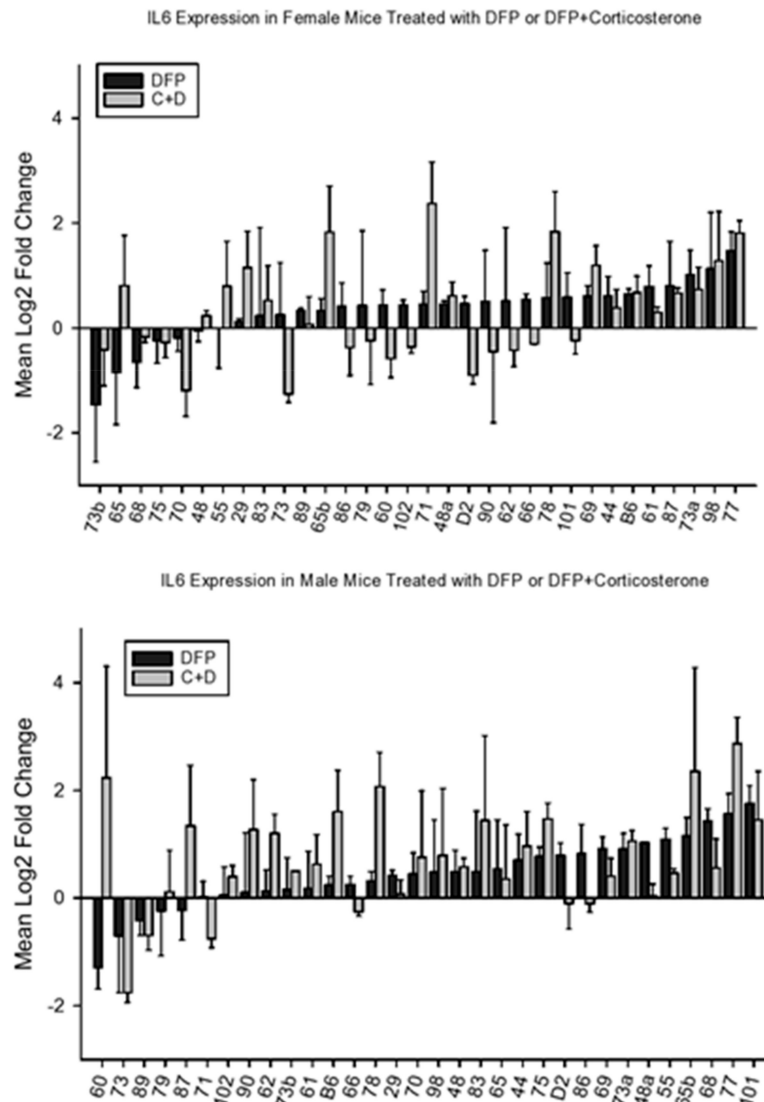 IL6 Expression in Female Mice Treated with DFP or DFP+Corticosterone
DFP
C+D
Mean Log2 Fold Change
4
2
0
-2
73b 65 68 75 70 48 55 29 83 73 89 65b 86 79 60 102 71 48a D2 90 62 66 78 101 69 44 B6 61 87 73a 98 77
IL6 Expression in Male Mice Treated with DFP or DFP+Corticosterone
DFP
C+D
Mean Log2 Fold Change
4
2
0
-2
60 73 89 79 87 71 102 90 62 73b 61 B6 66 78 29 70 98 48 83 65 44 75 D2 86 69 73a 48a 55 65b 68 77 101